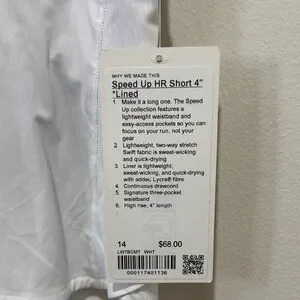 WHY WE MADE THIS
Speed Up HR Short 4"
*Lined
1. Make it a long one. The Speed
Up collection features a
lightweight waistband and
easy-access pockets so you can
focus on your run, not your
gear
2. Lightweight, two-way stretch
Swift fabric is sweat-wicking
and quick-drying
3. Liner is lightweight,
sweat-wicking, and quick-drying
with added Lycra® fibre
4. Continuous drawcord
5. Signature three-pocket
waistband
6. High rise, 4" length
14 $68.00
LW7BCMT WHT
000117401136